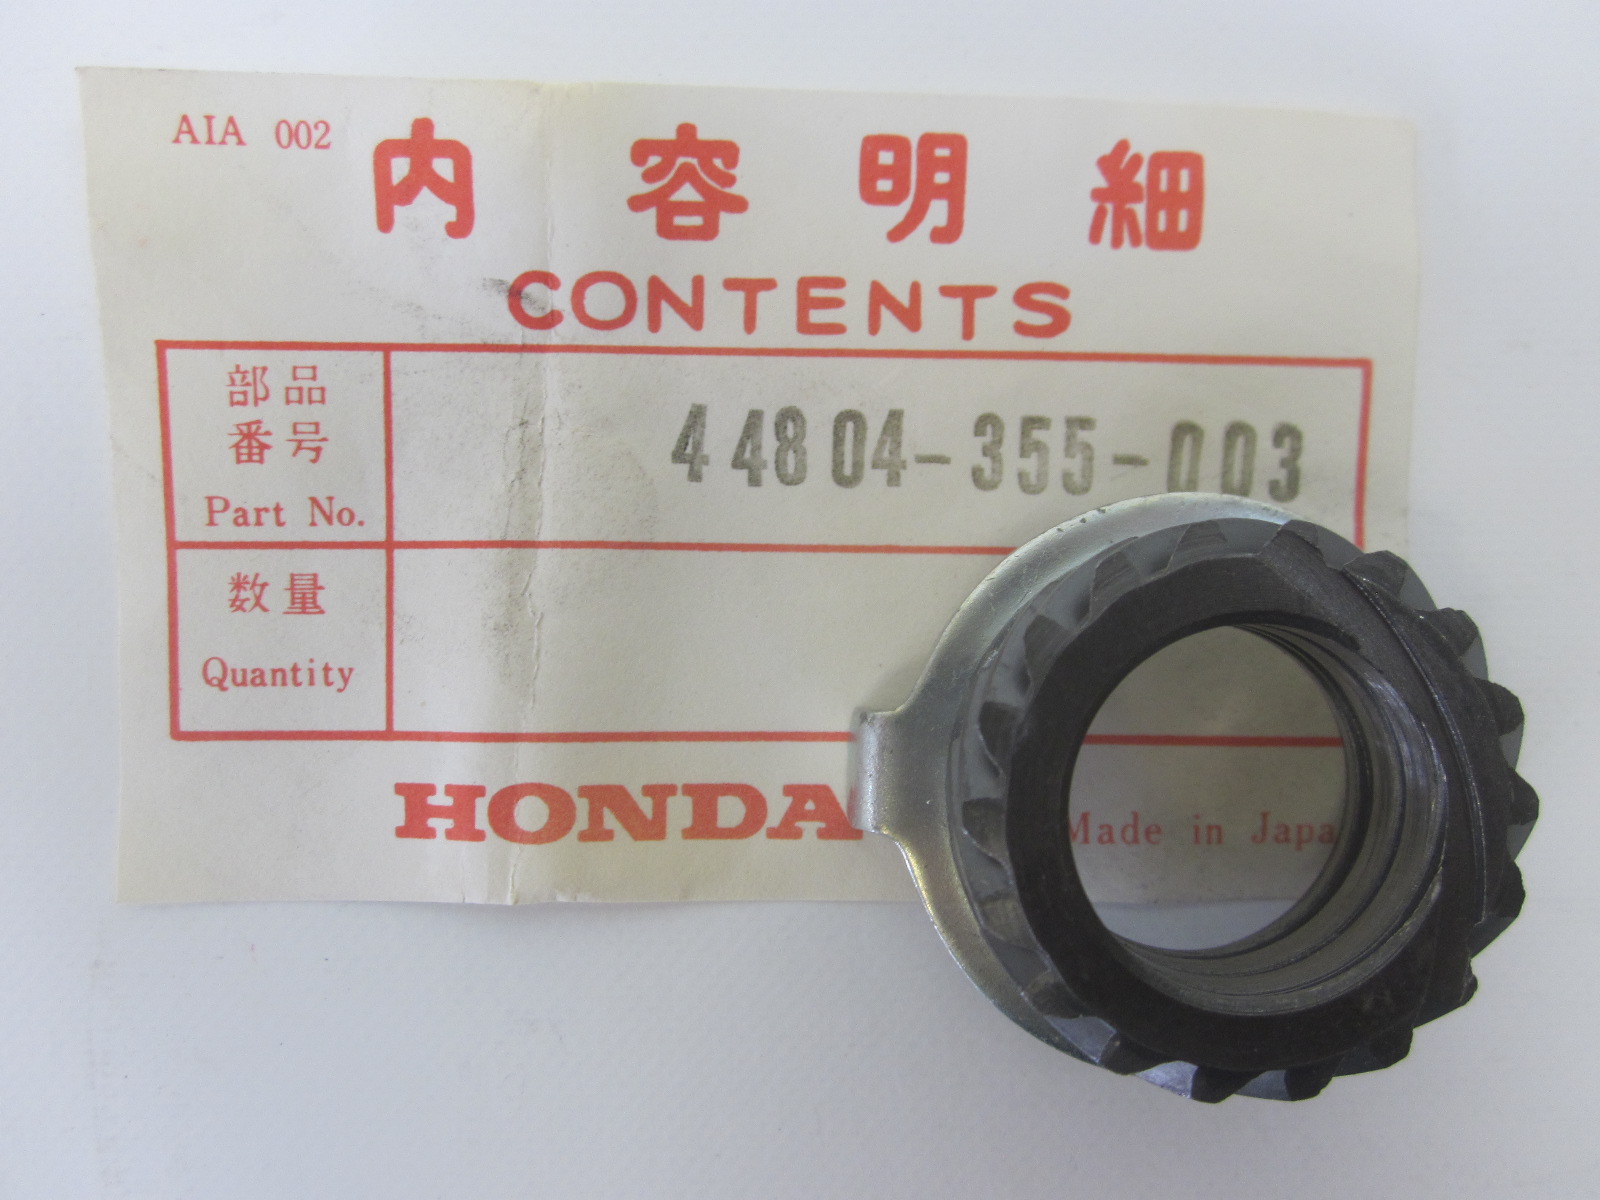 AIA 002
内容明細
CONTENTS
部品
番号
Part No.
44804-355-003
数量
Quantity
HONDA
Made in Japa